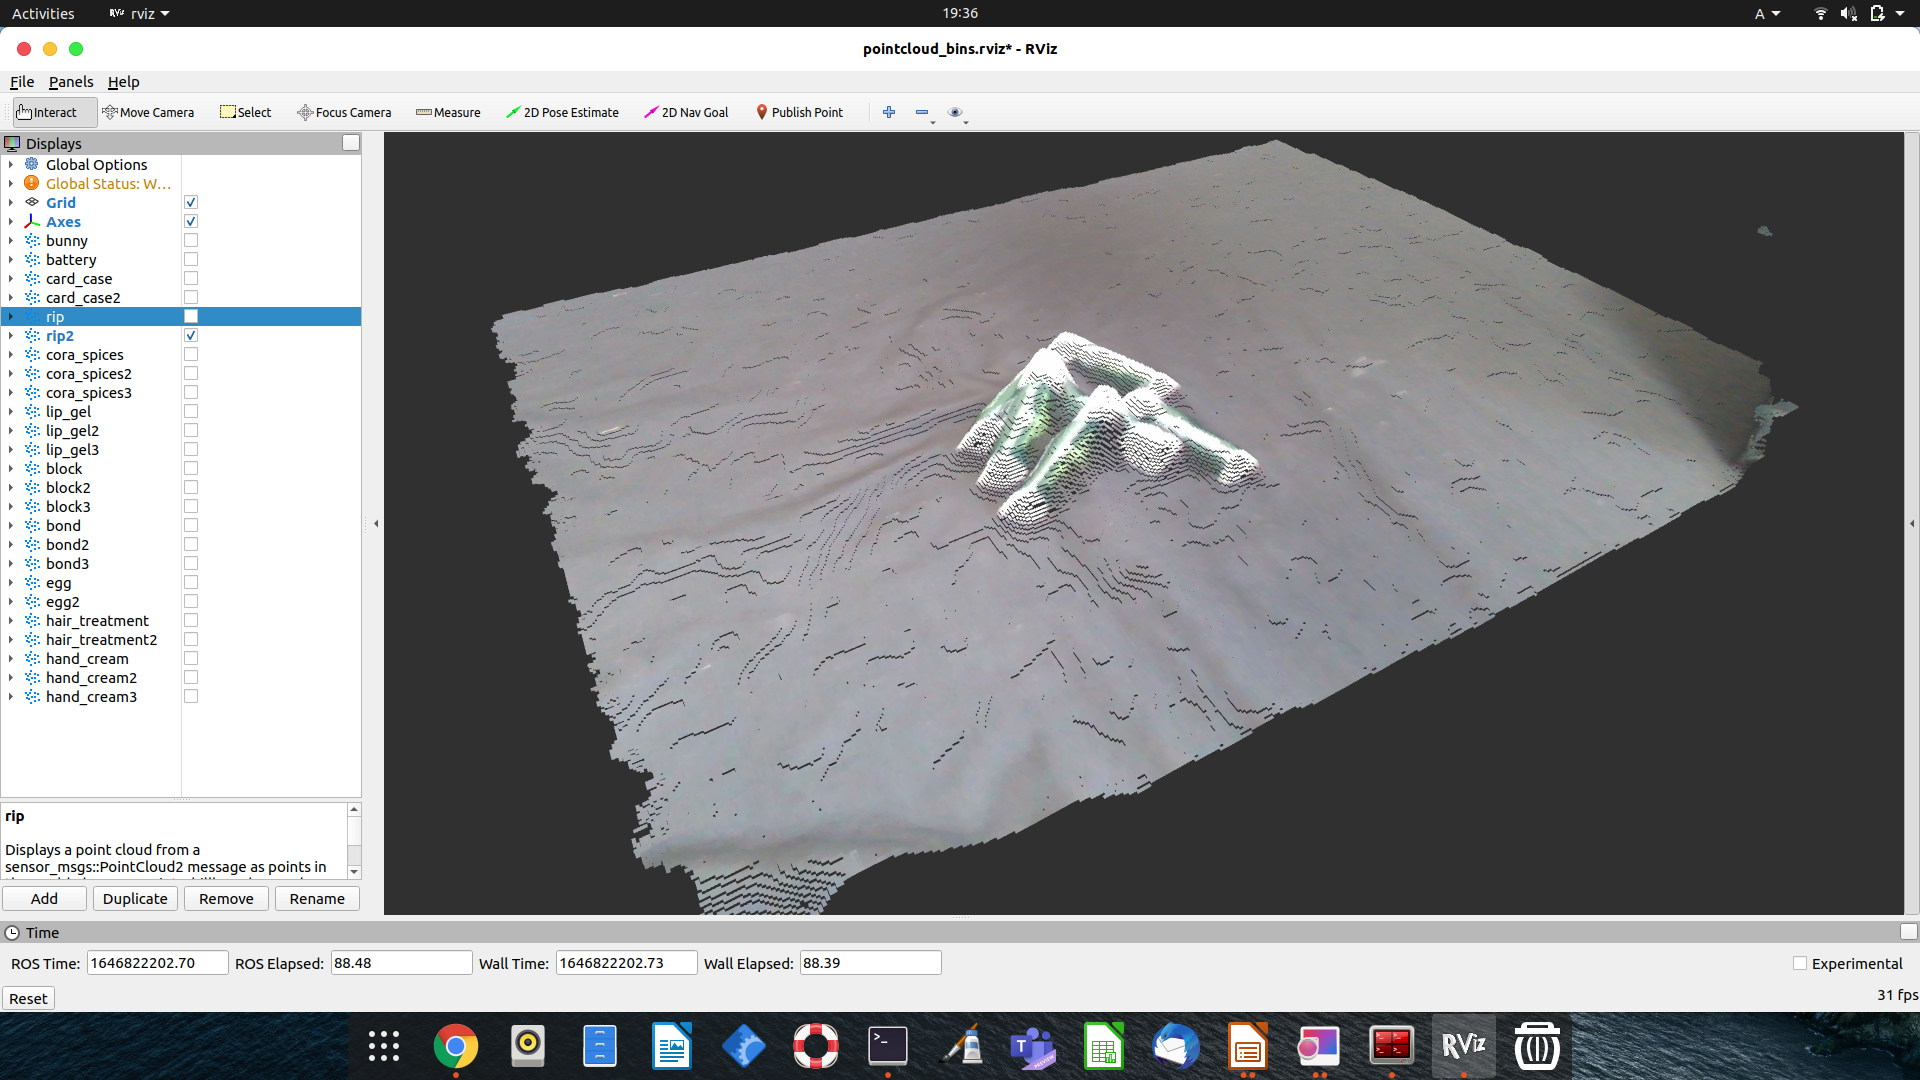 Activities rviz 19:36 A
pointcloud_bins.rviz* - RViz
File Panels Help
Interact Move Camera Select Focus Camera Measure 2D Pose Estimate 2D Nav Goal Publish Point
Displays
Global Options
Global Status: W...
Grid
Axes
bunny
battery
card_case
card_case2
rip
rip2
cora_spices
cora_spices2
cora_spices3
lip_gel
lip_gel2
lip_gel3
block
block2
block3
bond
bond2
bond3
egg
egg2
hair_treatment
hair_treatment2
hand_cream
hand_cream2
hand_cream3
rip
Displays a point cloud from a
sensor_msgs::PointCloud2 message as points in
Add Duplicate Remove Rename
Time
ROS Time: 1646822202.70 ROS Elapsed: 88.48 Wall Time: 1646822202.73 Wall Elapsed: 88.39 Experimental
Reset 31 fps
T PREVIEW RViz